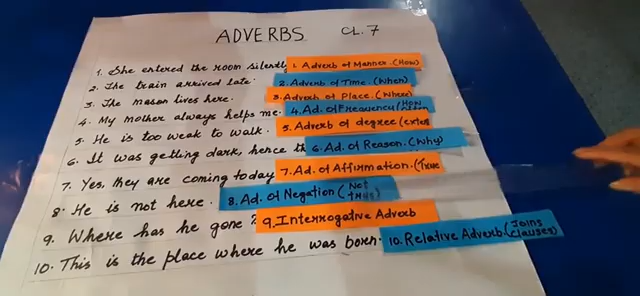 ADVERBS CL. 7
1. She entered the room silently 1. Adverb of Manner. (How)
2. The train arrived late. 2. Adverb of Time. (When)
3. The mason lives here. 3. Adverb of Place. (Where)
4. My mother always helps me. 4. Ad. of Frequency (How
5. He is too weak to walk. 5. Adverb of degree (exten
6. It was getting dark, hence th 6. Ad. of Reason. (Why)
7. Yes, they are coming today 7. Ad. of Affirmation. (True
8. He is not here. 8. Ad. of Negation (Not true)
9. Where has he gone? 9. Interrogative Adverb
10. This is the place where he was born. 10. Relative Adverb. (Joins clauses)